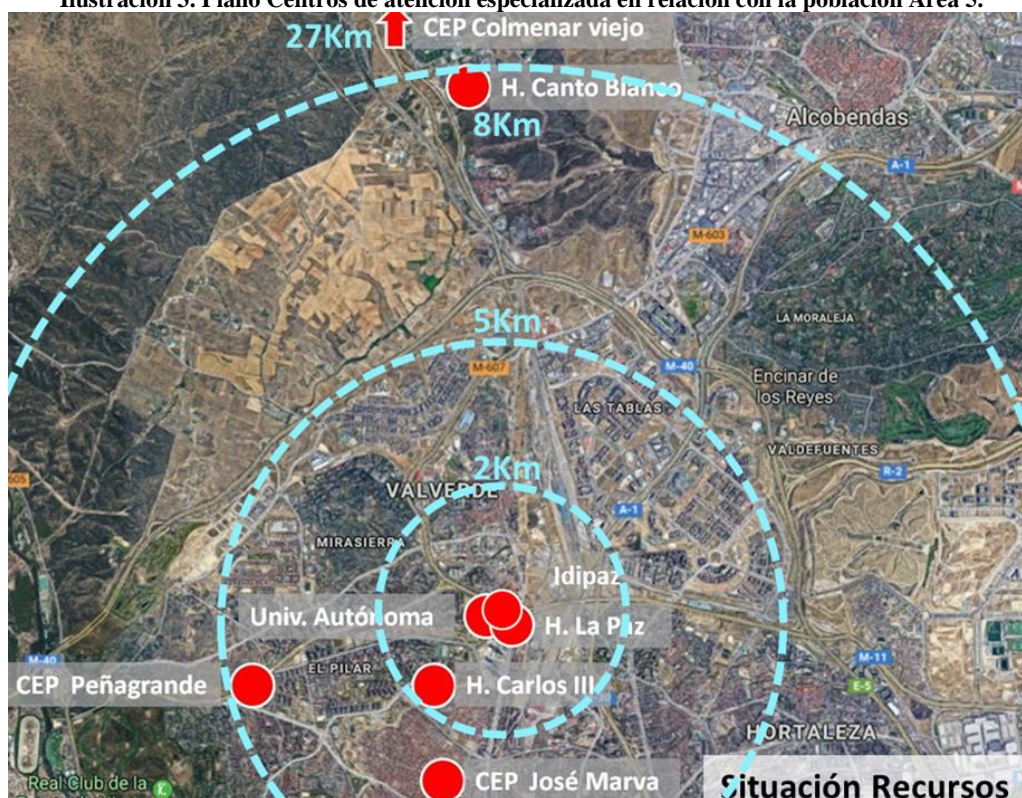 Ilustración 3. Plano Centros de atención especializada en relación con la población Área 5.
27Km
CEP Colmenar viejo
H. Canto Blanco
8Km
Alcobendas
A-1
M-603
LA MORALEJA
5Km
M-607
M-40
Encinar de
los Reyes
LAS TABLAS
VALDEFUENTES
R-2
605
2Km
VALVERDE
A-1
MIRASIERRA
Idipaz
Univ. Autónoma
H. La Paz
M-40
EL PILAR
M-11
CEP Peñagrande
H. Carlos III
E-5
HORTALEZA
CEP José Marva
Real Club de la
Situación Recursos